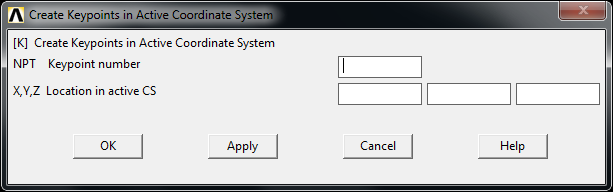 Create Keypoints in Active Coordinate System
[K] Create Keypoints in Active Coordinate System
NPT Keypoint number
X,Y,Z Location in active CS
OK Apply Cancel Help